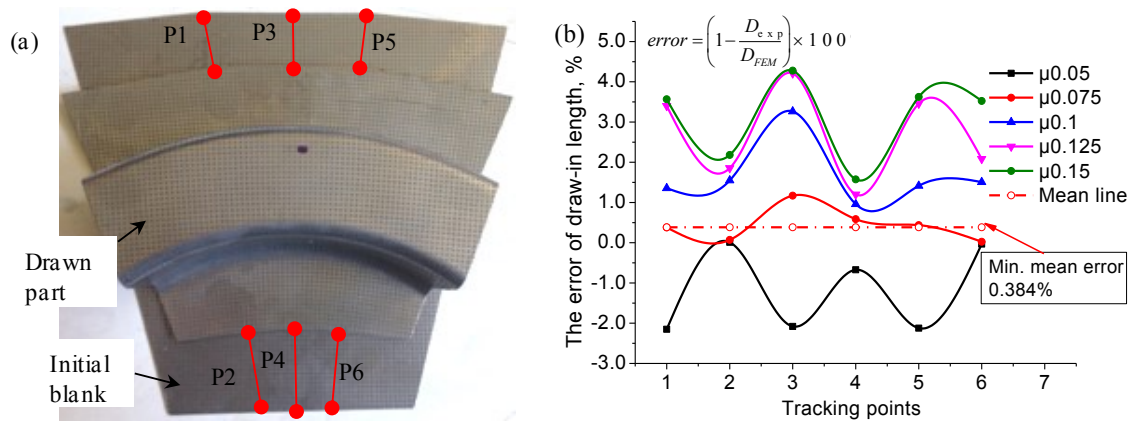 (a)
P1
P3
P5
Drawn
part
Initial
blank
P2
P4
P6
(b)
error = (1 - D exp / D FEM) × 100
The error of draw-in length, %
5.0
4.0
3.0
2.0
1.0
0.0
-1.0
-2.0
-3.0
1 2 3 4 5 6 7
Tracking points
μ0.05
μ0.075
μ0.1
μ0.125
μ0.15
Mean line
Min. mean error
0.384%